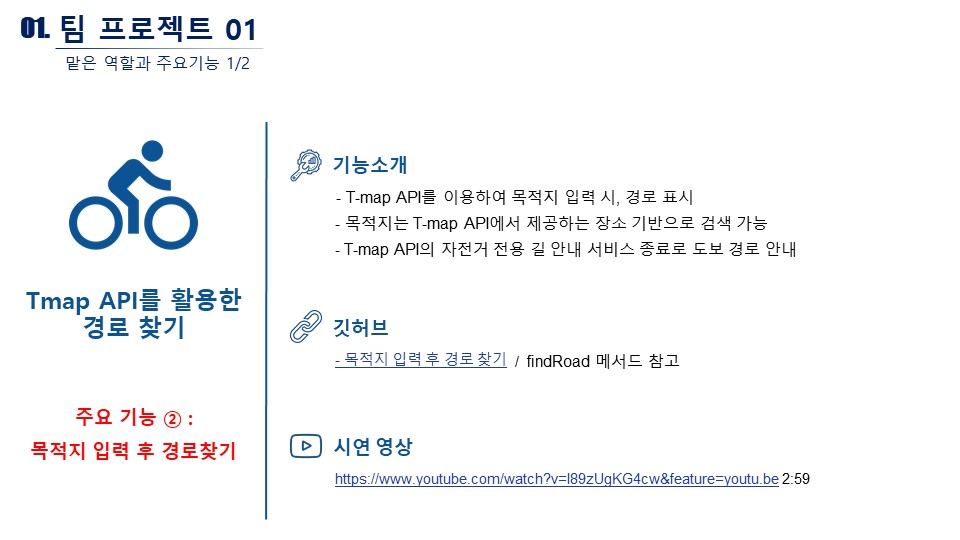 01. 팀 프로젝트 01
맡은 역할과 주요기능 1/2
Tmap API를 활용한
경로 찾기
주요 기능 ② :
목적지 입력 후 경로찾기
기능소개
- T-map API를 이용하여 목적지 입력 시, 경로 표시
- 목적지는 T-map API에서 제공하는 장소 기반으로 검색 가능
- T-map API의 자전거 전용 길 안내 서비스 종료로 도보 경로 안내
깃허브
- 목적지 입력 후 경로 찾기 / findRoad 메서드 참고
시연 영상
https://www.youtube.com/watch?v=l89zUgKG4cw&feature=youtu.be 2:59